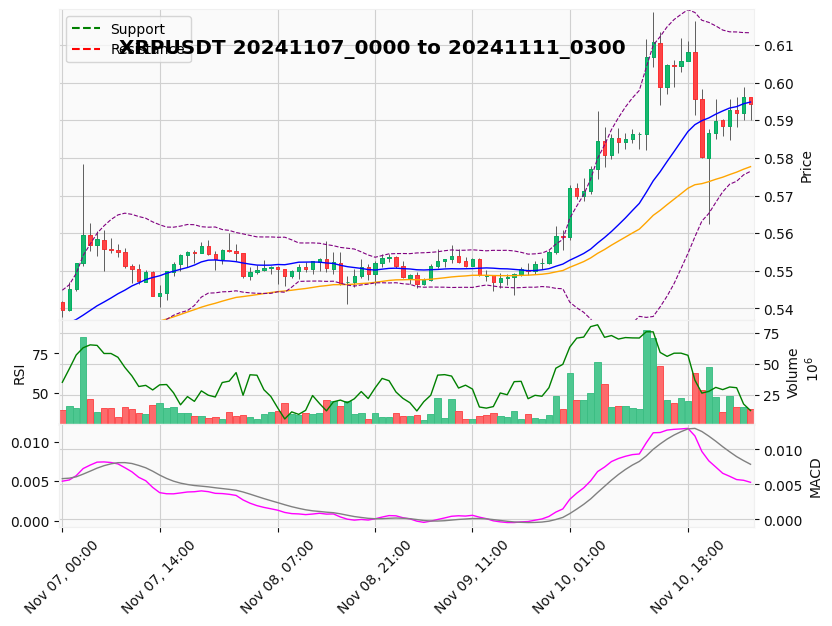 XRPUSDT 20241107_0000 to 20241111_0300
Support
Resistance
0.61
0.60
0.59
0.58
0.57
0.56
0.55
0.54
Price
75
50
RSI
75
50
25
Volume
10^6
0.010
0.005
0.000
0.010
0.005
0.000
MACD
Nov 07, 00:00
Nov 07, 14:00
Nov 08, 07:00
Nov 08, 21:00
Nov 09, 11:00
Nov 10, 01:00
Nov 10, 18:00